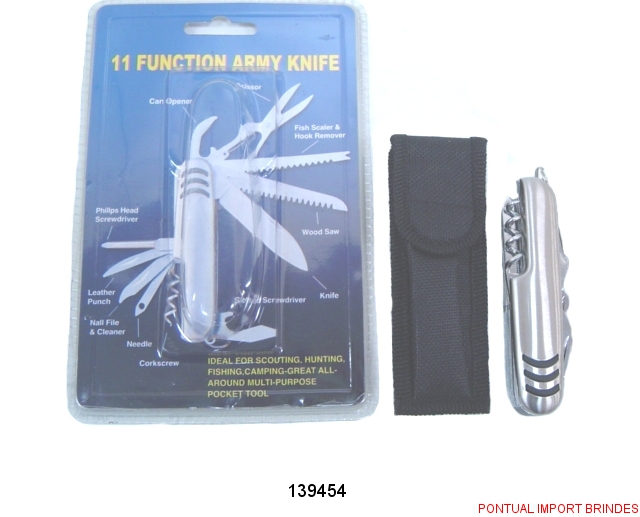 11 FUNCTION ARMY KNIFE
Scissor
Can Opener
Fish Scaler &
Hook Remover
Philps Head
Screwdriver
Wood Saw
Leather
Punch
Knife
Screwdriver
Nail File
& Cleaner
Needle
Corkscrew
IDEAL FOR SCOUTING, HUNTING,
FISHING,CAMPING-GREAT ALL-
AROUND MULTI-PURPOSE
POCKET TOOL
139454
PONTUAL IMPORT BRINDES